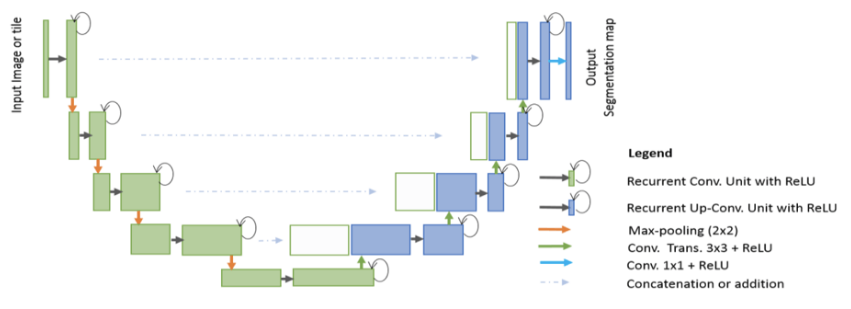 Input Image or tile
Output
Segmentation map
Legend
Recurrent Conv. Unit with ReLU
Recurrent Up-Conv. Unit with ReLU
Max-pooling (2x2)
Conv. Trans. 3x3 + ReLU
Conv. 1x1 + ReLU
Concatenation or addition